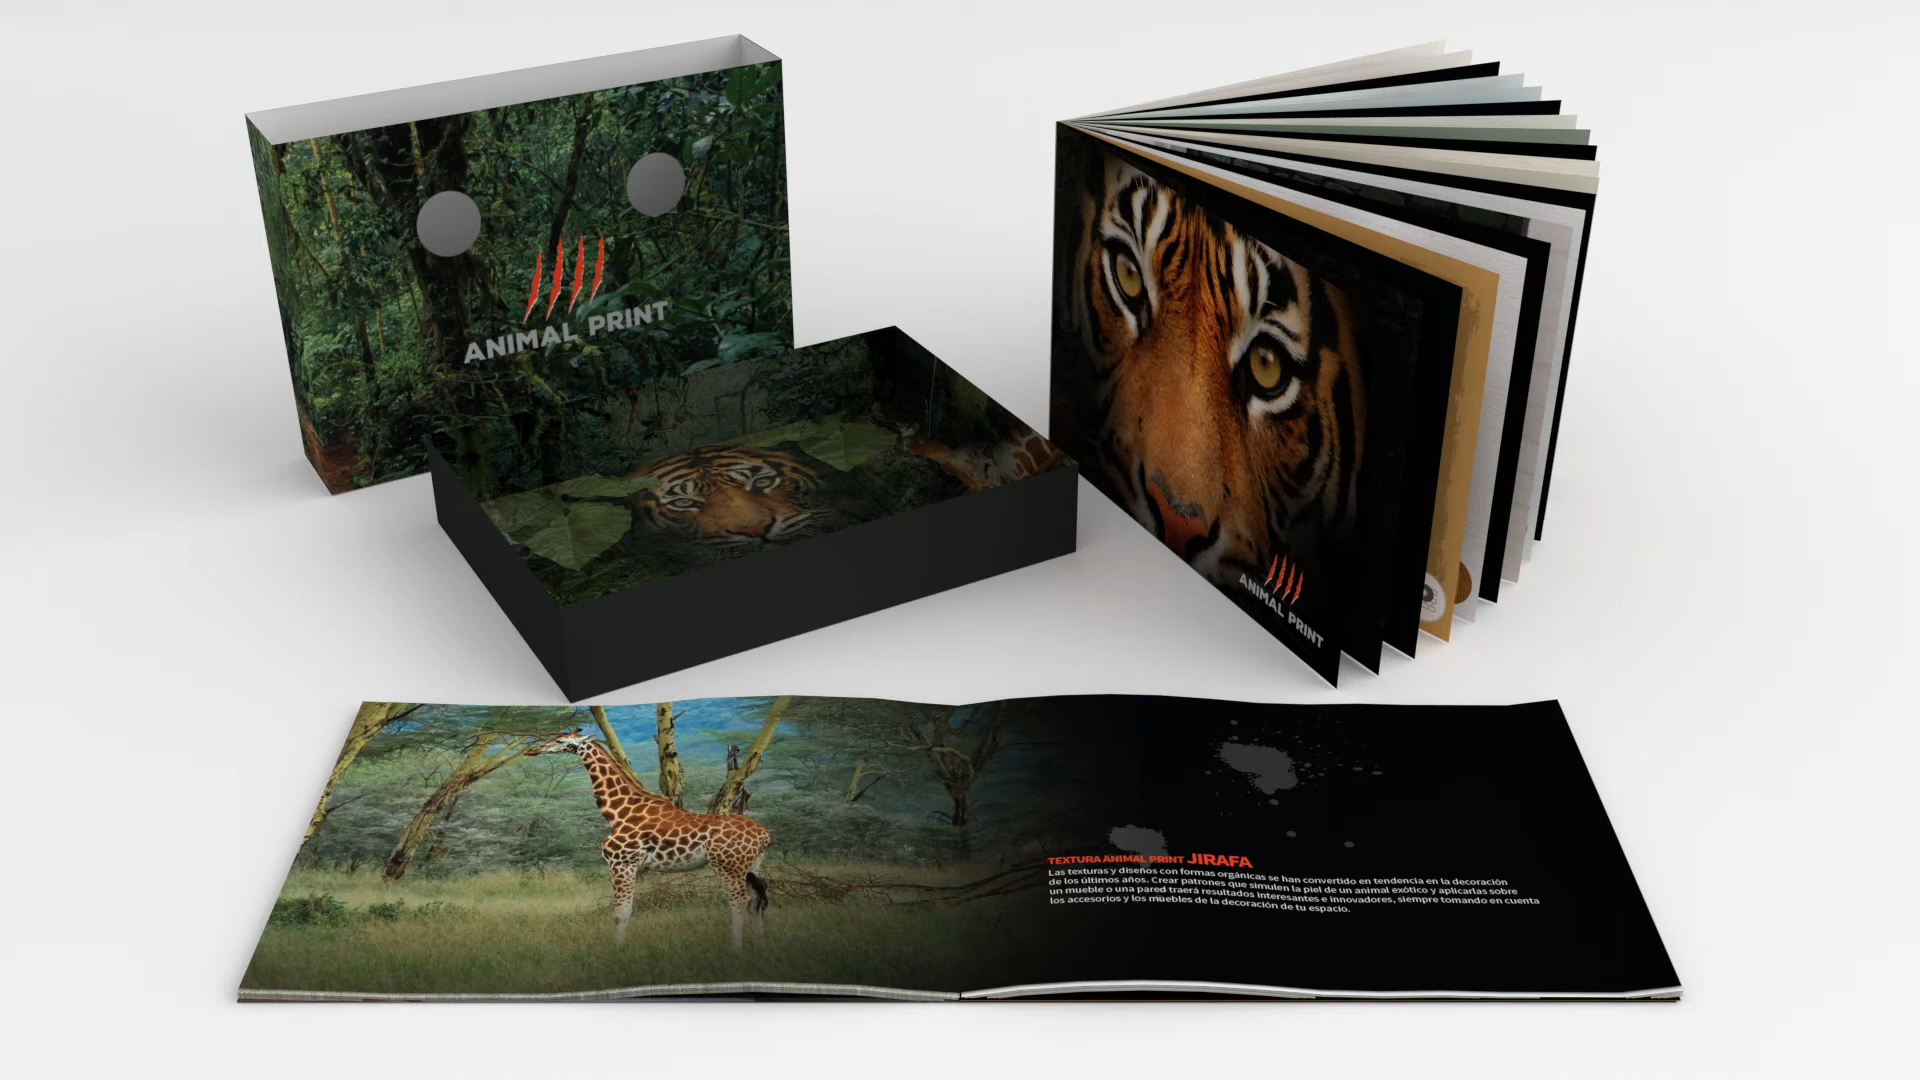 ANIMAL PRINT
ANIMAL PRINT
TEXTURA ANIMAL PRINT JIRAFA
Las texturas y diseños con formas orgánicas se han convertido en tendencia en la decoración
de los últimos años. Crear patrones que simulen la piel de un animal exótico y aplicarlas sobre
un mueble o una pared traerá resultados interesantes e innovadores, siempre tomando en cuenta
los accesorios y los muebles de la decoración de tu espacio.